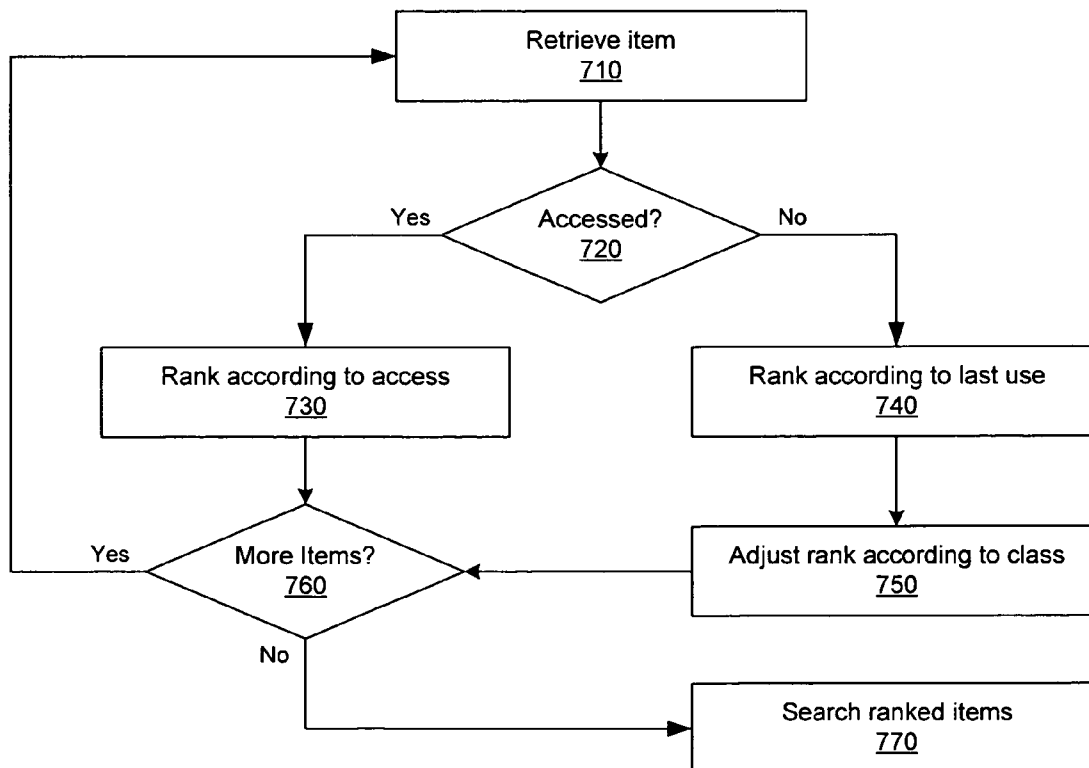 Retrieve item
710
Yes
Accessed?
720
No
Rank according to access
730
Rank according to last use
740
Yes
More Items?
760
Adjust rank according to class
750
No
Search ranked items
770